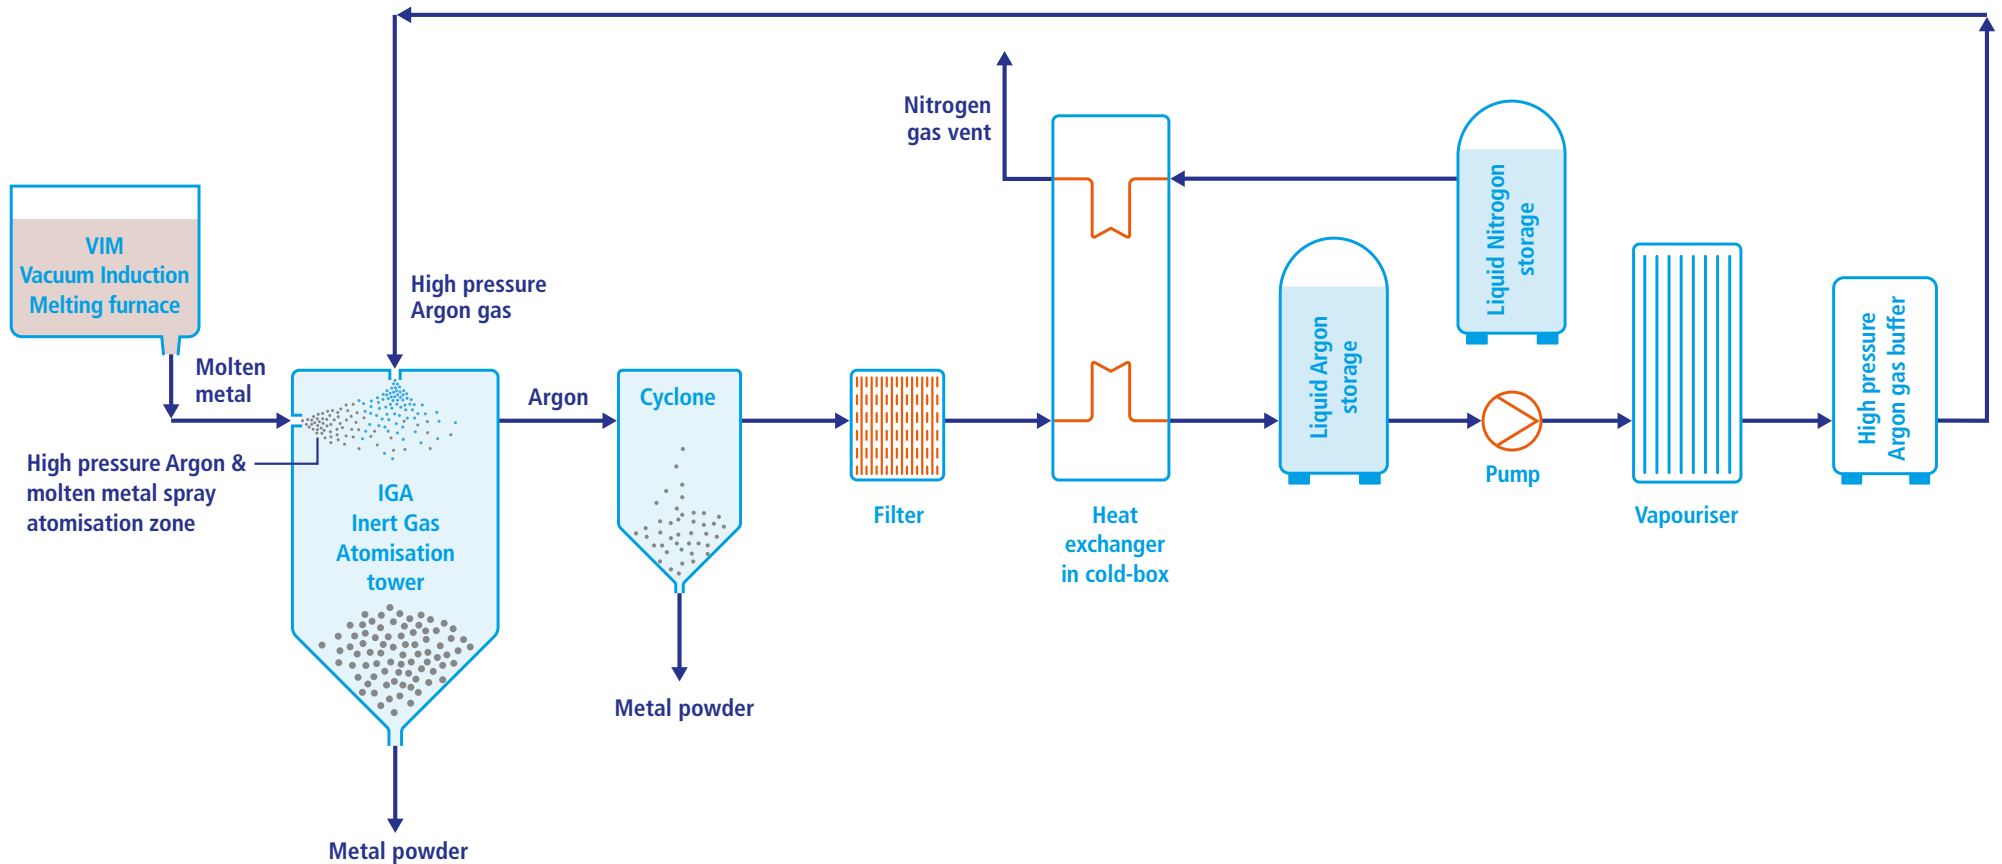 Nitrogen
gas vent
VIM
Vacuum Induction
Melting furnace
High pressure
Argon gas
Molten
metal
High pressure Argon &
molten metal spray
atomisation zone
IGA
Inert Gas
Atomisation
tower
Metal powder
Argon
Cyclone
Metal powder
Filter
Heat
exchanger
in cold-box
Liquid Argon
storage
Liquid Nitrogon
storage
Pump
Vapouriser
High pressure
Argon gas buffer